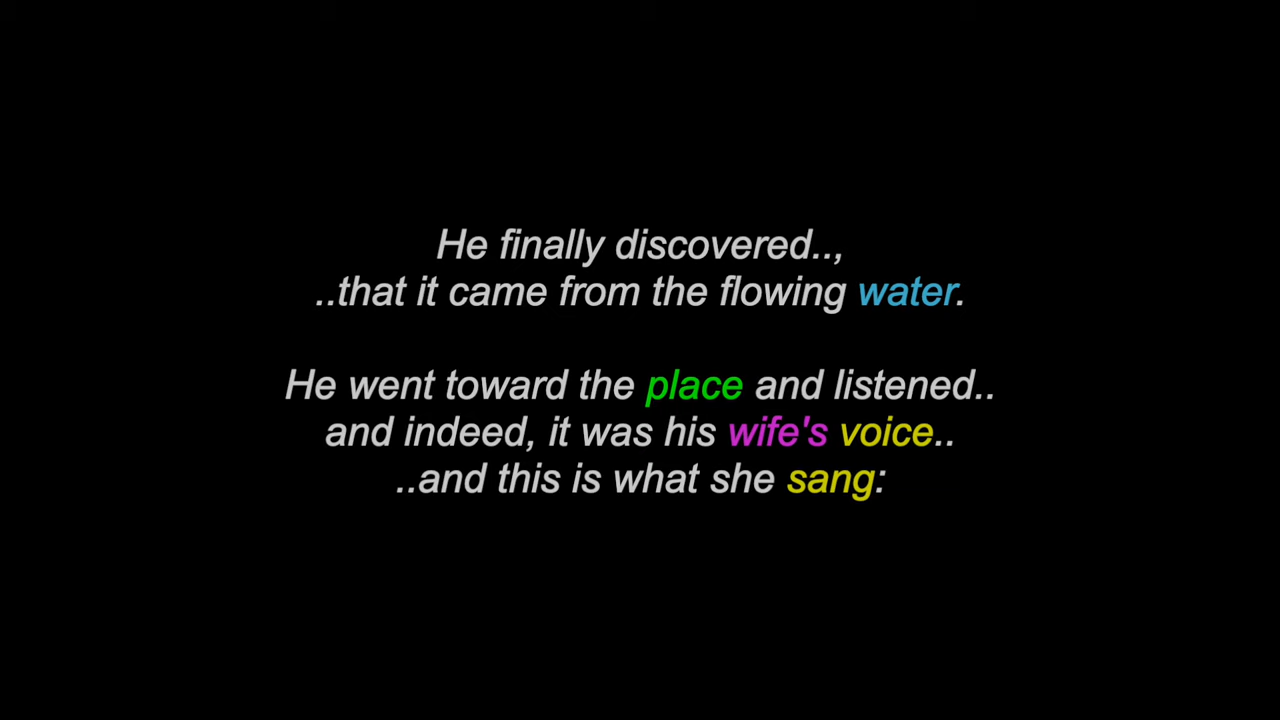 He finally discovered..,
..that it came from the flowing water.
He went toward the place and listened..
and indeed, it was his wife's voice..
..and this is what she sang: